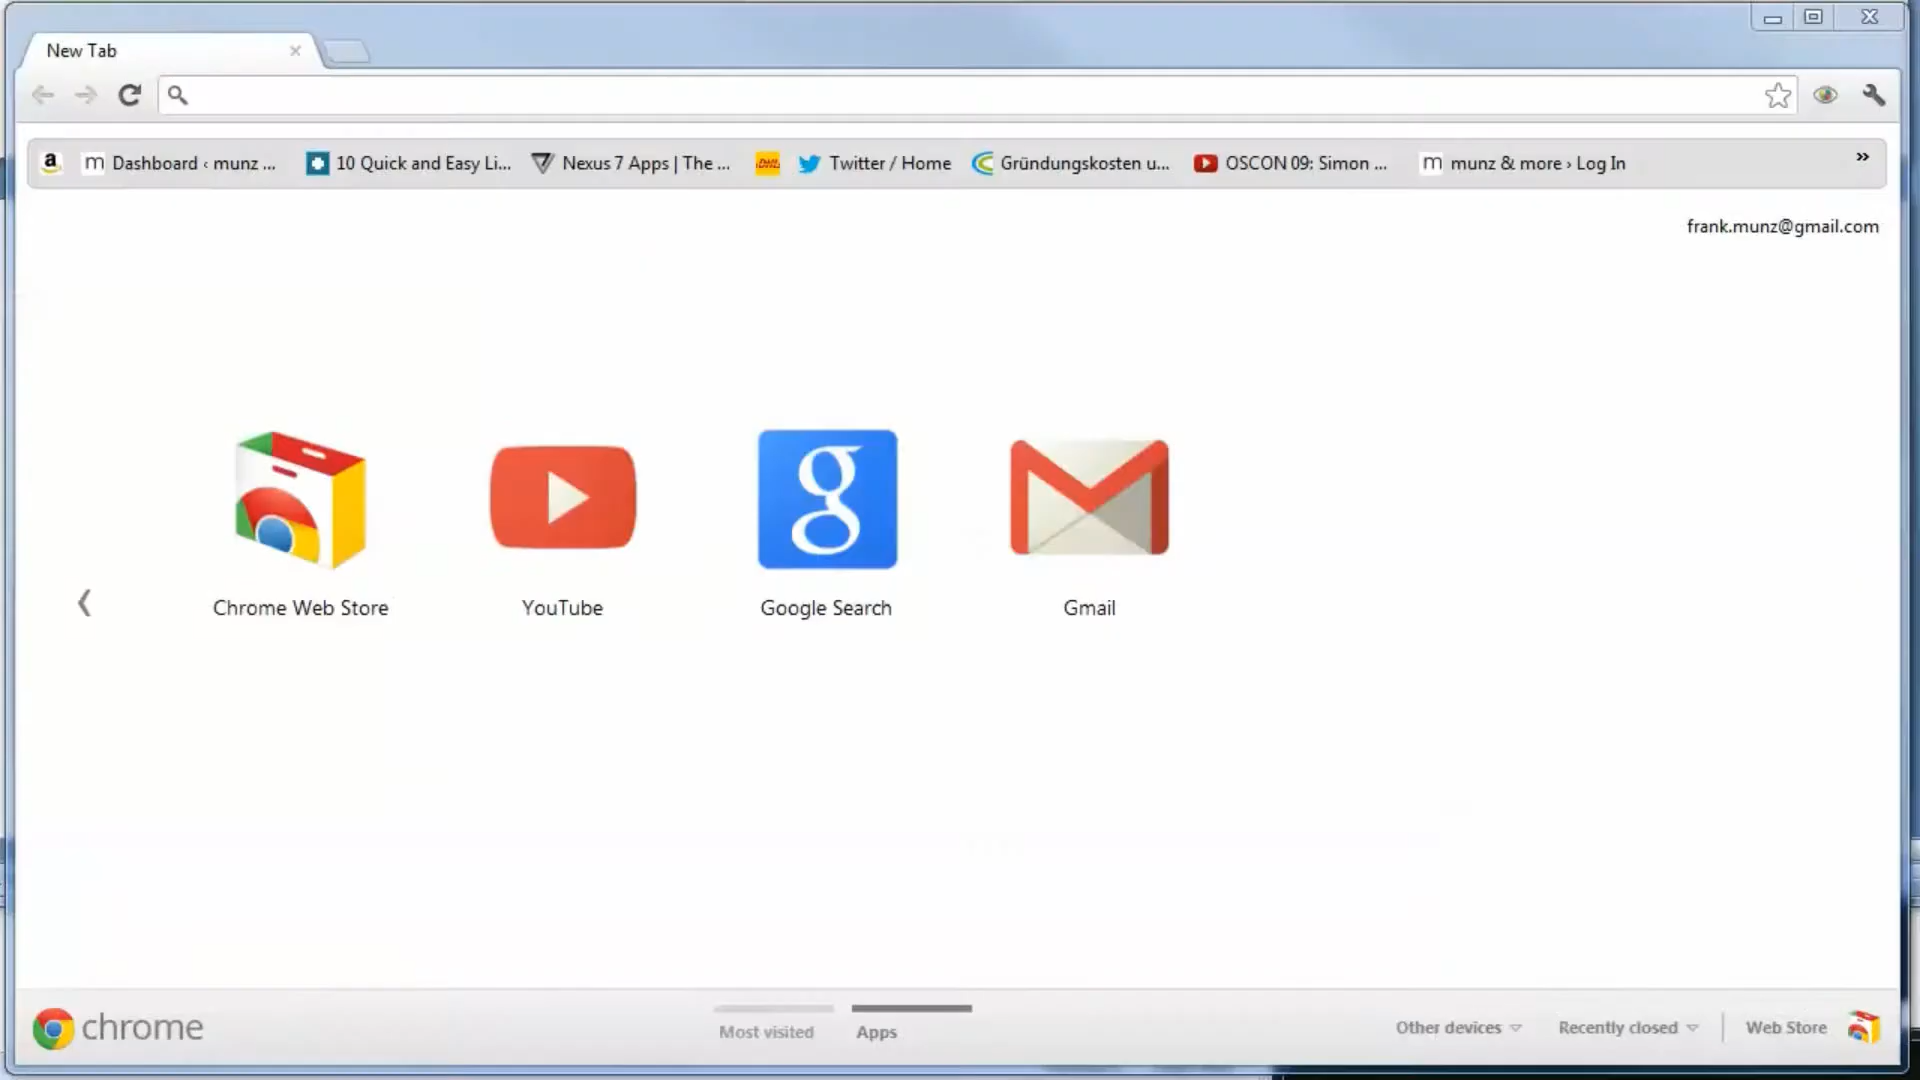 New Tab
a
m Dashboard ‹ munz ...
10 Quick and Easy Li...
Nexus 7 Apps | The ...
DHL
Twitter / Home
Gründungskosten u...
OSCON 09: Simon ...
m munz & more › Log In
»
frank.munz@gmail.com
g
Chrome Web Store
YouTube
Google Search
Gmail
chrome
Most visited
Apps
Other devices
Recently closed
Web Store